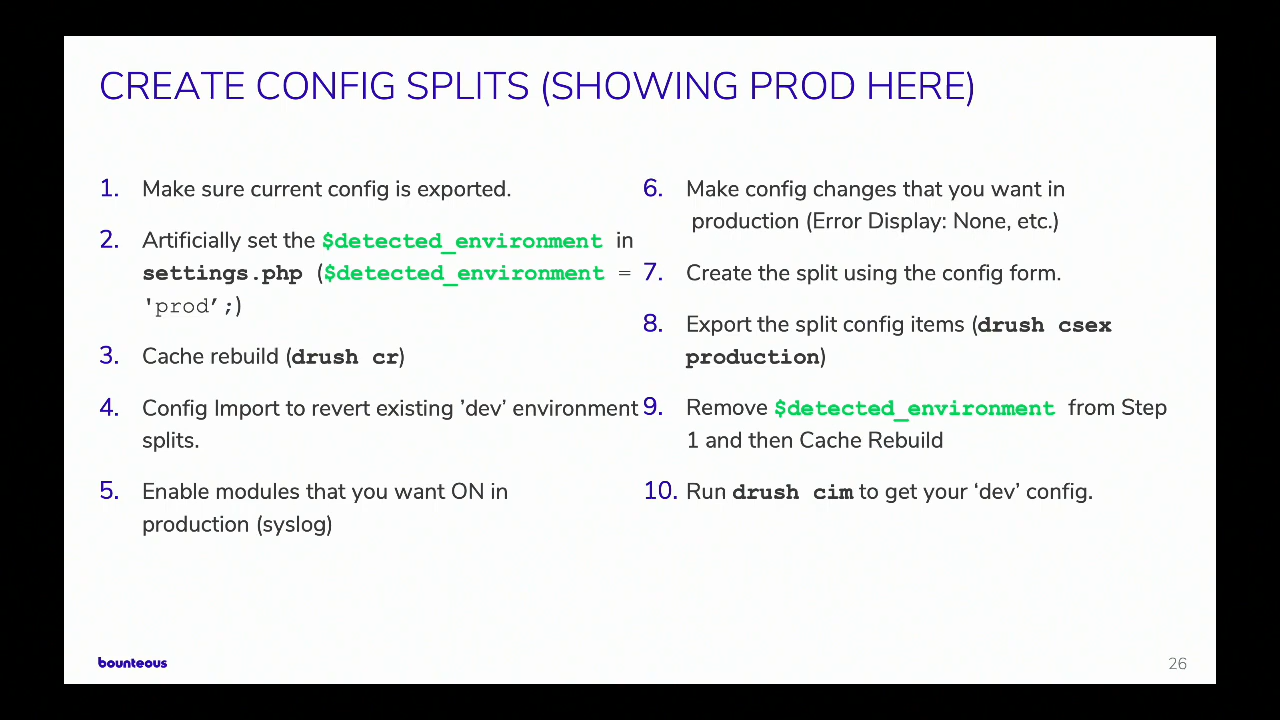 CREATE CONFIG SPLITS (SHOWING PROD HERE)
1. Make sure current config is exported.
2. Artificially set the $detected_environment in
settings.php ($detected_environment =
'prod’;)
3. Cache rebuild (drush cr)
4. Config Import to revert existing ’dev’ environment
splits.
5. Enable modules that you want ON in
production (syslog)
6. Make config changes that you want in
production (Error Display: None, etc.)
7. Create the split using the config form.
8. Export the split config items (drush csex
production)
9. Remove $detected_environment from Step
1 and then Cache Rebuild
10. Run drush cim to get your ‘dev’ config.
bounteous
26